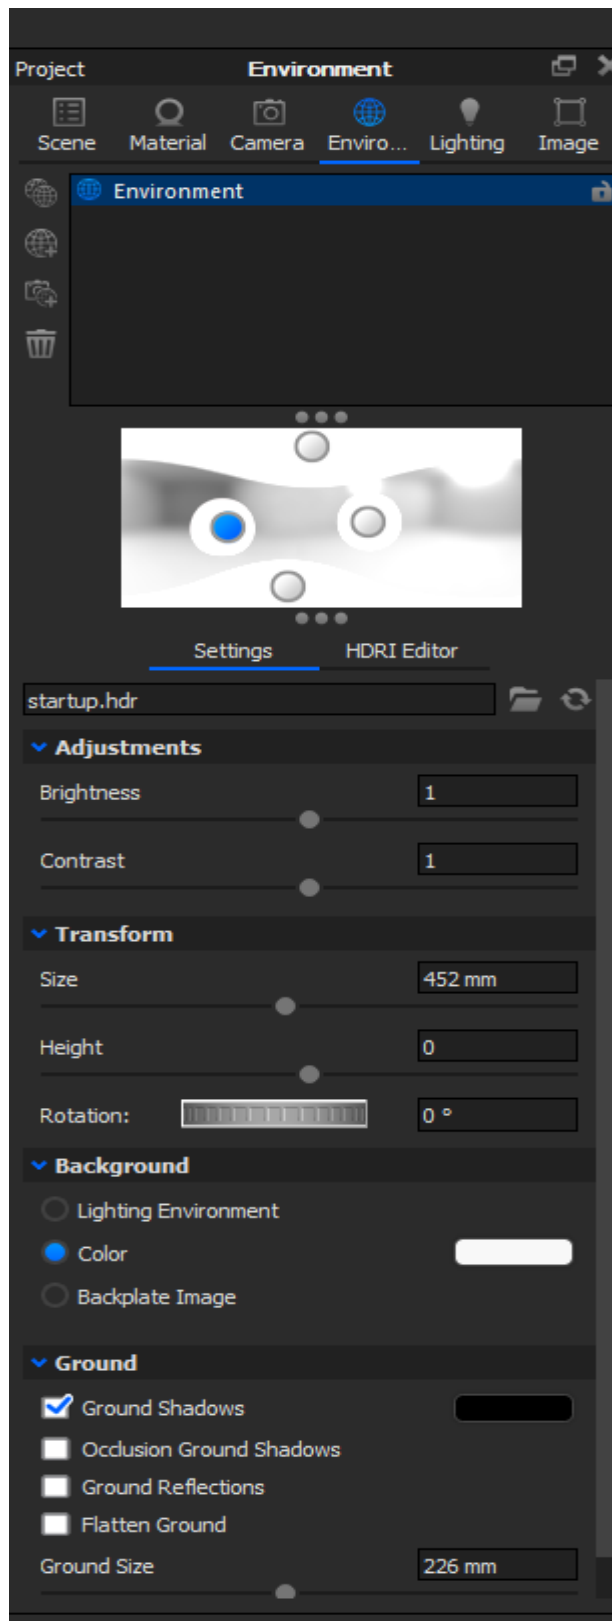 Project Environment
Scene Material Camera Enviro... Lighting Image
Environment
Settings HDRI Editor
startup.hdr
Adjustments
Brightness 1
Contrast 1
Transform
Size 452 mm
Height 0
Rotation: 0 °
Background
Lighting Environment
Color
Backplate Image
Ground
Ground Shadows
Occlusion Ground Shadows
Ground Reflections
Flatten Ground
Ground Size 226 mm